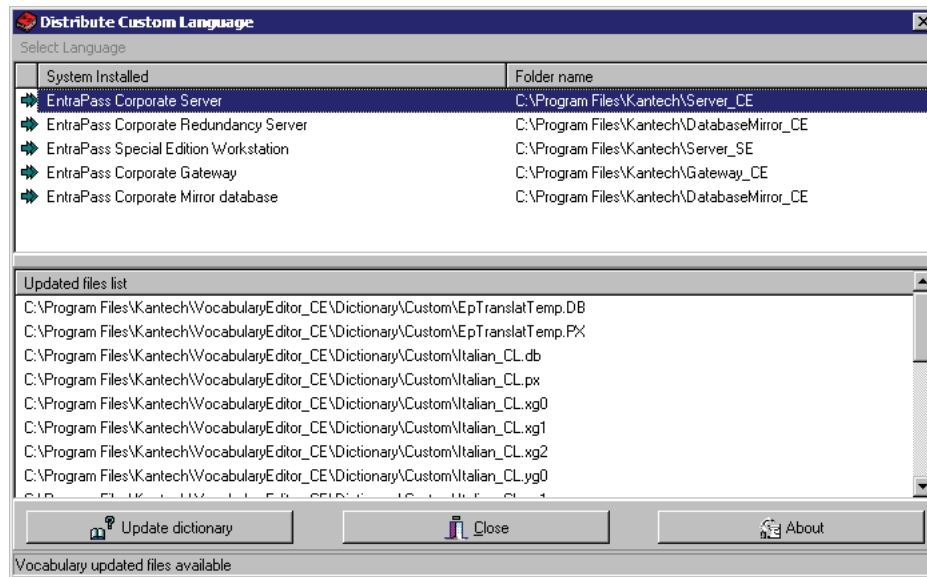 Distribute Custom Language
Select Language
System Installed Folder name
EntraPass Corporate Server C:\Program Files\Kantech\Server_CE
EntraPass Corporate Redundancy Server C:\Program Files\Kantech\DatabaseMirror_CE
EntraPass Special Edition Workstation C:\Program Files\Kantech\Server_SE
EntraPass Corporate Gateway C:\Program Files\Kantech\Gateway_CE
EntraPass Corporate Mirror database C:\Program Files\Kantech\DatabaseMirror_CE
Updated files list
C:\Program Files\Kantech\VocabularyEditor_CE\Dictionary\Custom\EpTranslatTemp.DB
C:\Program Files\Kantech\VocabularyEditor_CE\Dictionary\Custom\EpTranslatTemp.PX
C:\Program Files\Kantech\VocabularyEditor_CE\Dictionary\Custom\Italian_CL.db
C:\Program Files\Kantech\VocabularyEditor_CE\Dictionary\Custom\Italian_CL.px
C:\Program Files\Kantech\VocabularyEditor_CE\Dictionary\Custom\Italian_CL.xg0
C:\Program Files\Kantech\VocabularyEditor_CE\Dictionary\Custom\Italian_CL.xg1
C:\Program Files\Kantech\VocabularyEditor_CE\Dictionary\Custom\Italian_CL.xg2
C:\Program Files\Kantech\VocabularyEditor_CE\Dictionary\Custom\Italian_CL.yg0
Update dictionary Close About
Vocabulary updated files available